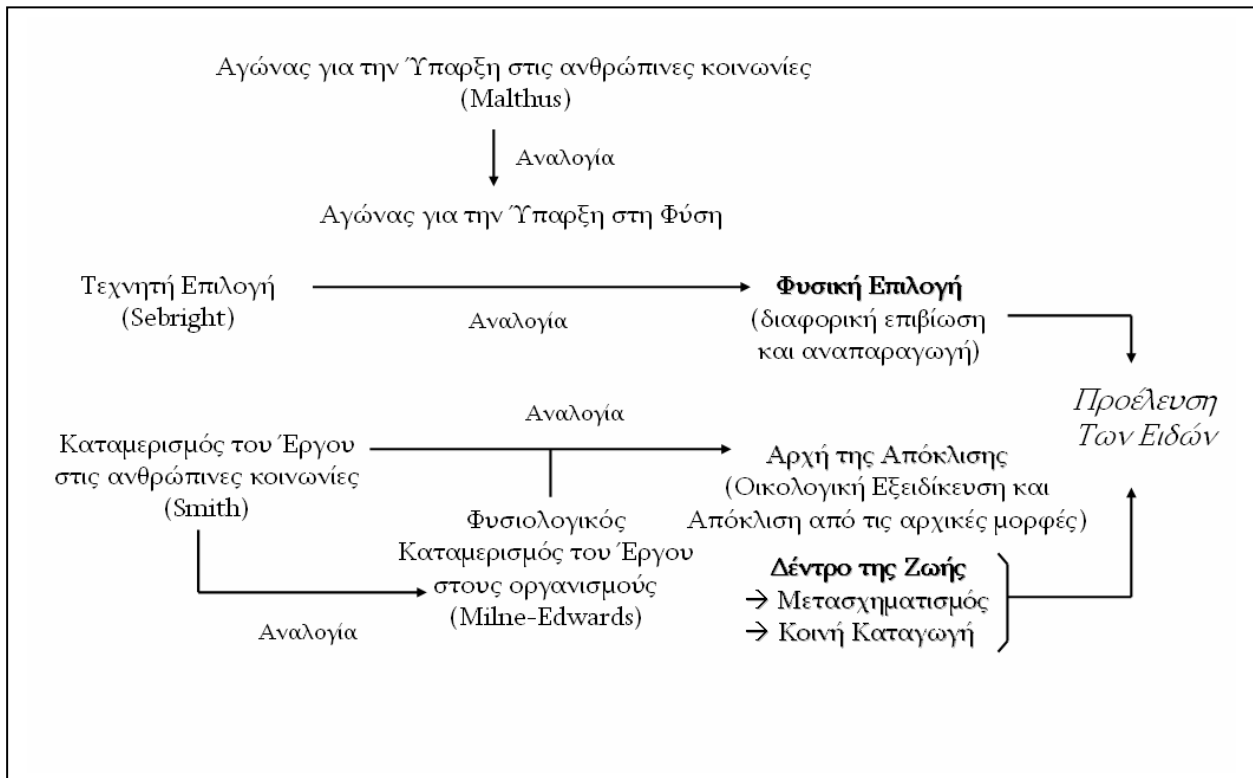 Αγώνας για την Ύπαρξη στις ανθρώπινες κοινωνίες
(Malthus)
Αναλογία
Αγώνας για την Ύπαρξη στη Φύση
Τεχνητή Επιλογή
(Sebright)
Αναλογία
Φυσική Επιλογή
(διαφορική επιβίωση
και αναπαραγωγή)
Προέλευση
Των Ειδών
Καταμερισμός του Έργου
στις ανθρώπινες κοινωνίες
(Smith)
Αναλογία
Αρχή της Απόκλισης
(Οικολογική Εξειδίκευση και
Απόκλιση από τις αρχικές μορφές)
Αναλογία
Φυσιολογικός
Καταμερισμός του Έργου
στους οργανισμούς
(Milne-Edwards)
Δέντρο της Ζωής
→ Μετασχηματισμός
→ Κοινή Καταγωγή